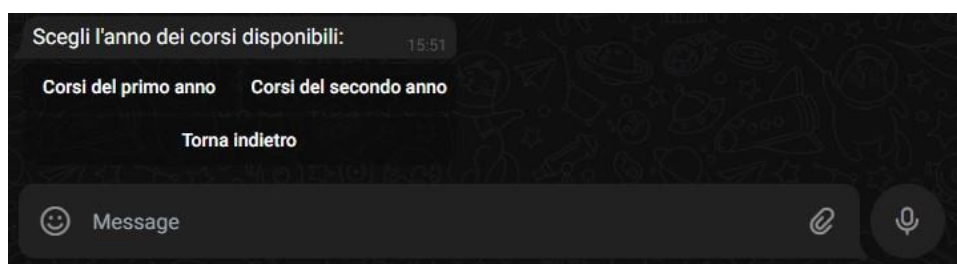 Scegli l'anno dei corsi disponibili:
15:51
Corsi del primo anno Corsi del secondo anno
Torna indietro
Message